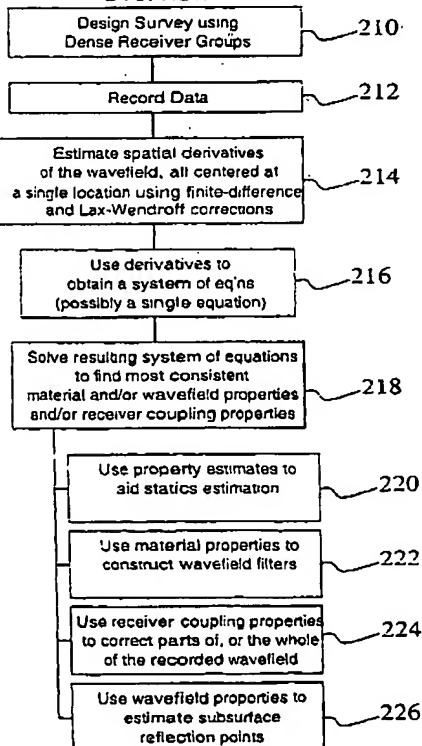 Design Survey using
Dense Receiver Groups
210
Record Data
212
Estimate spatial derivatives
of the wavefield, all centered at
a single location using finite-difference
and Lax-Wendroff corrections
214
Use derivatives to
obtain a system of eq'ns
(possibly a single equation)
216
Solve resulting system of equations
to find most consistent
material and/or wavefield properties
and/or receiver coupling properties
218
Use property estimates to
aid statics estimation
220
Use material properties to
construct wavefield filters
222
Use receiver coupling properties
to correct parts of, or the whole
of the recorded wavefield
224
Use wavefield properties to
estimate subsurface
reflection points
226